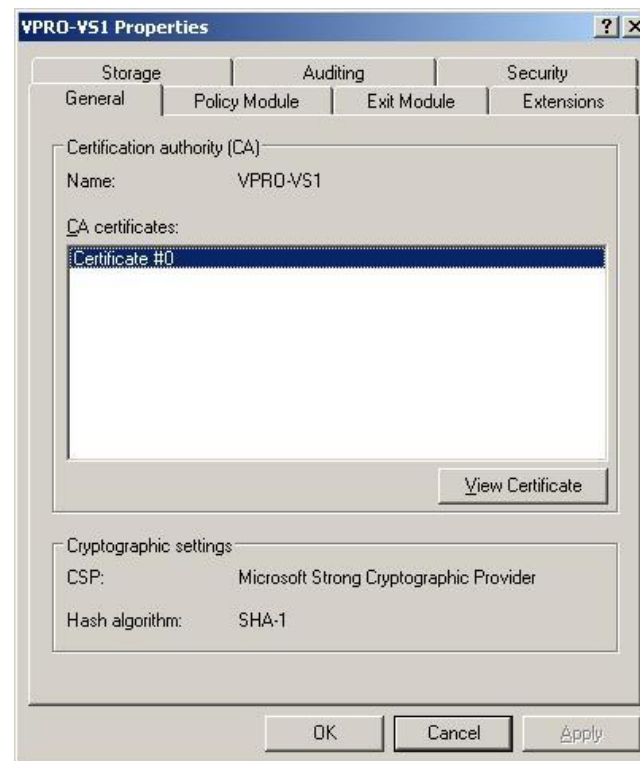 VPRO-VS1 Properties
Storage Auditing Security
General Policy Module Exit Module Extensions
Certification authority (CA)
Name: VPRO-VS1
CA certificates:
Certificate #0
View Certificate
Cryptographic settings
CSP: Microsoft Strong Cryptographic Provider
Hash algorithm: SHA-1
OK Cancel Apply